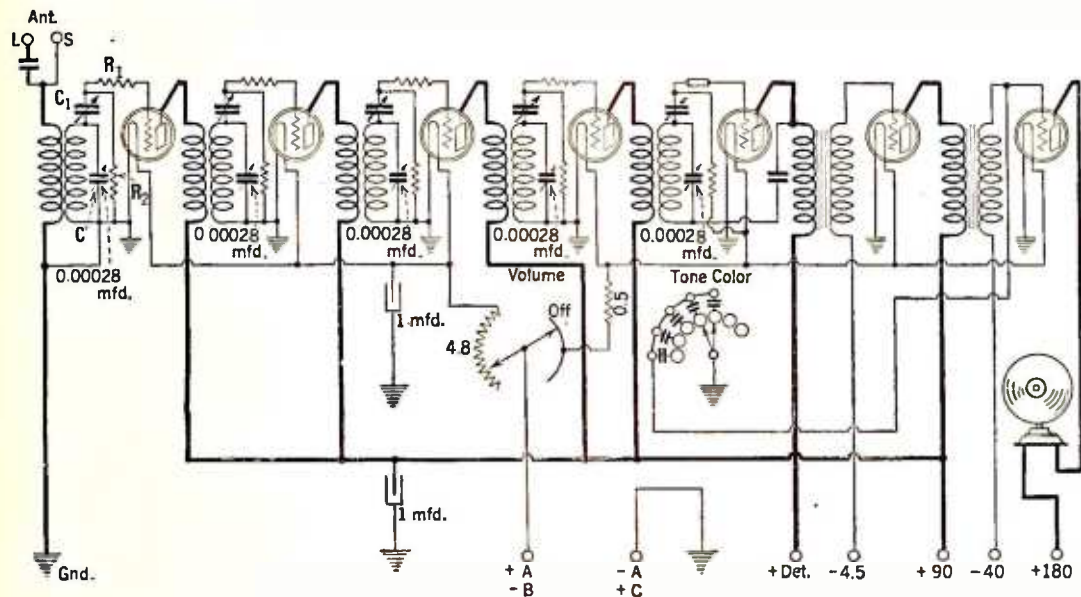 Ant.
L S
R1
C1
R2
C
0.00028
mfd.
0.00028
mfd.
0.00028
mfd.
0.00028
mfd.
0.00028
mfd.
Volume
Tone Color
1 mfd.
4.8
Off
0.5
1 mfd.
Gnd.
+ A
- B
- A
+ C
+ Det.
-4.5
+ 90
-40
+180